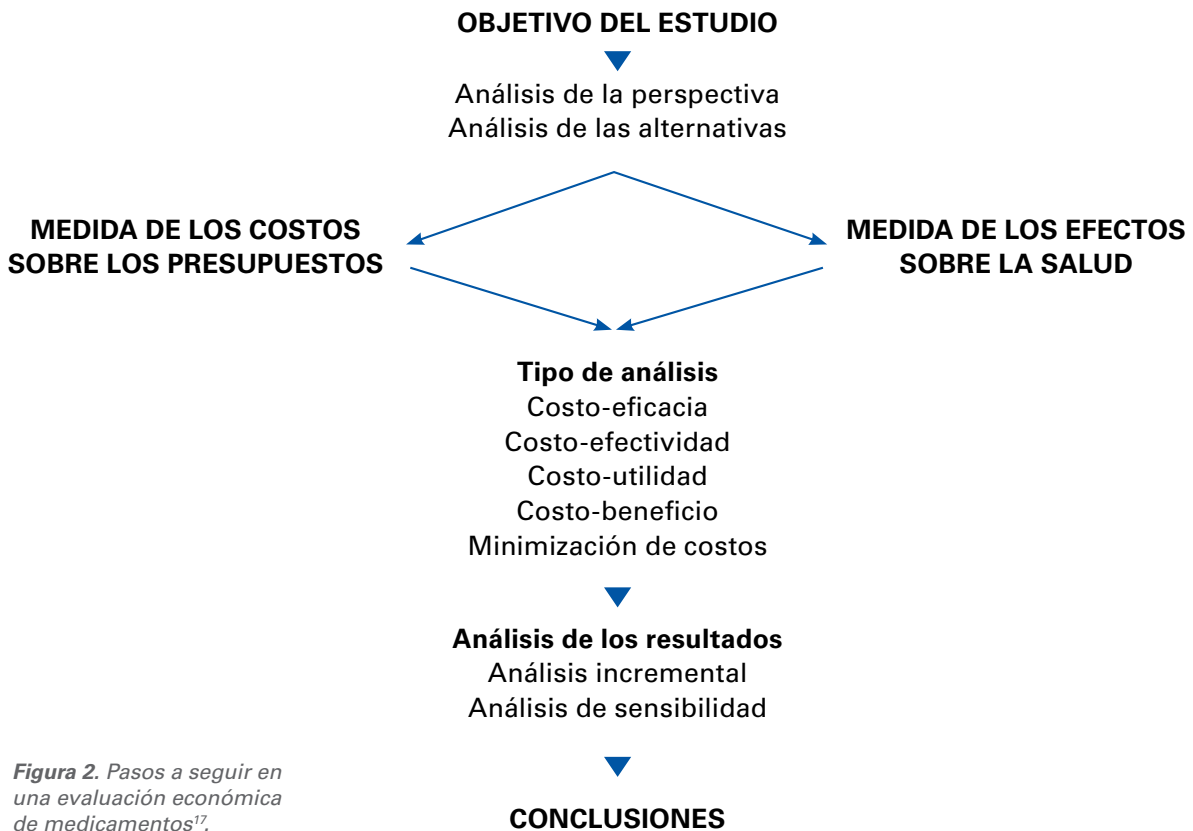 OBJETIVO DEL ESTUDIO
Análisis de la perspectiva
Análisis de las alternativas
MEDIDA DE LOS COSTOS
SOBRE LOS PRESUPUESTOS
MEDIDA DE LOS EFECTOS
SOBRE LA SALUD
Tipo de análisis
Costo-eficacia
Costo-efectividad
Costo-utilidad
Costo-beneficio
Minimización de costos
Análisis de los resultados
Análisis incremental
Análisis de sensibilidad
CONCLUSIONES
Figura 2. Pasos a seguir en
una evaluación económica
de medicamentos¹⁷.